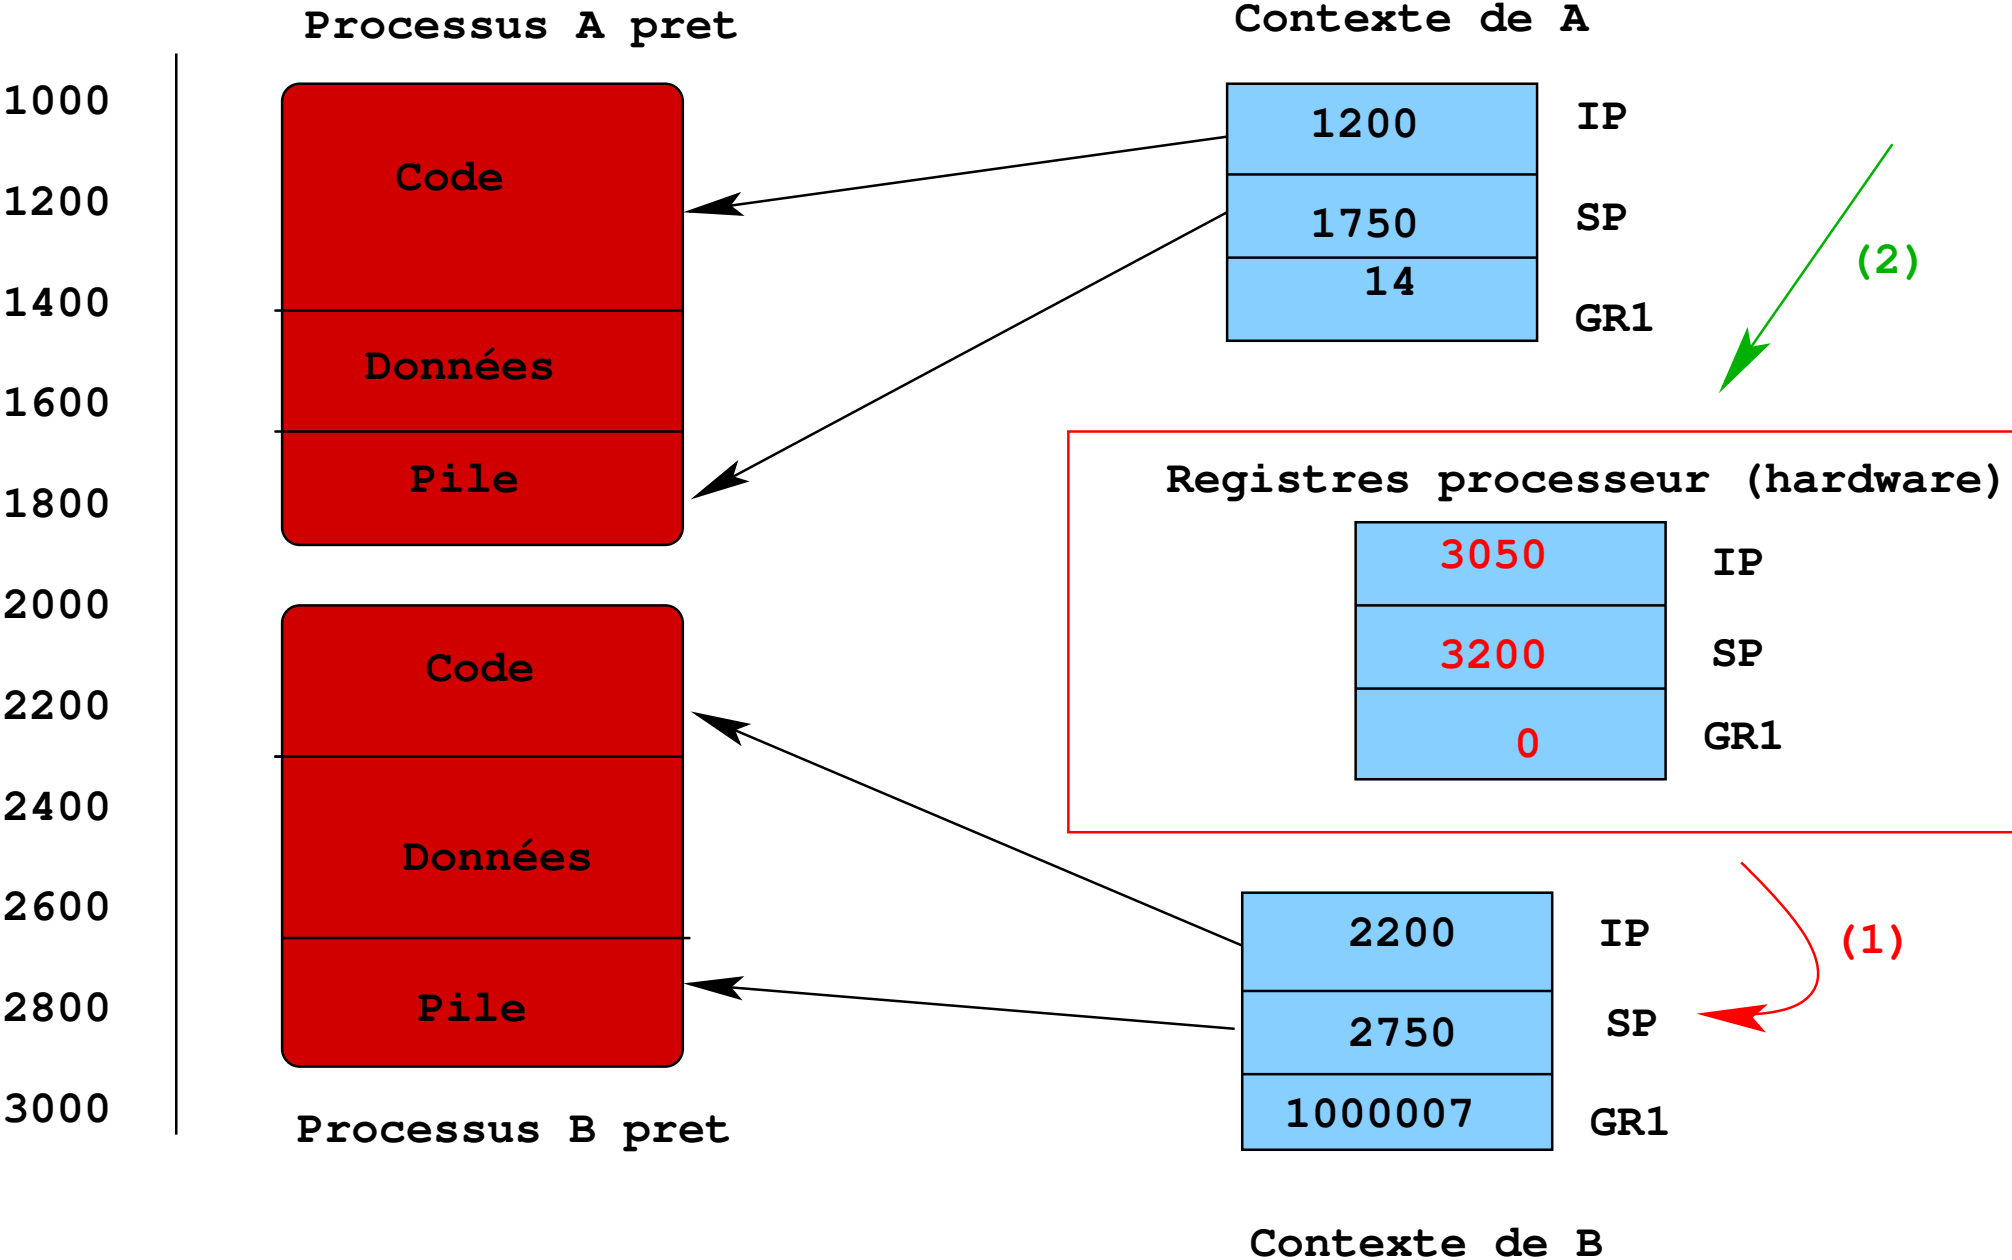 Processus A pret
Contexte de A
1000
1200
1400
1600
1800
2000
2200
2400
2600
2800
3000
Code
Données
Pile
1200 IP
1750 SP
14 GR1
(2)
Registres processeur (hardware)
3050 IP
3200 SP
0 GR1
Code
Données
Pile
Processus B pret
2200 IP
2750 SP
1000007 GR1
(1)
Contexte de B